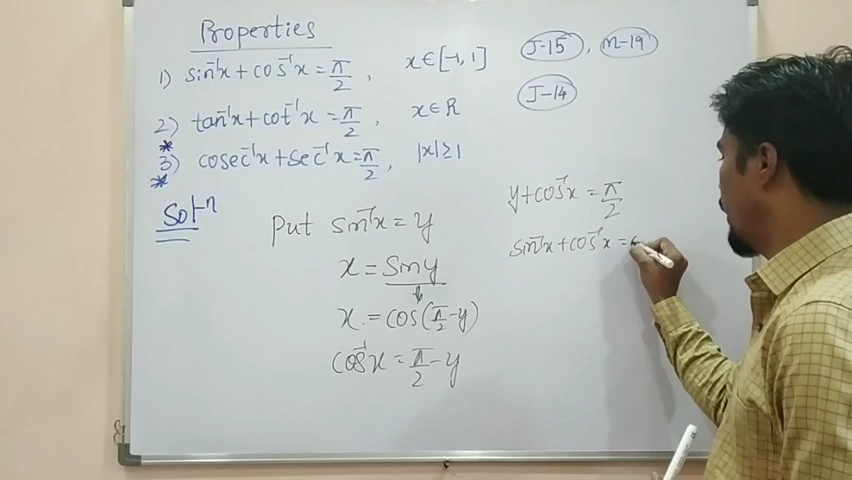 Properties
1) sin⁻¹x + cos⁻¹x = π/2 , x ∈ [-1, 1] J-15 , M-19
2) tan⁻¹x + cot⁻¹x = π/2 , x ∈ R J-14
* 3) cosec⁻¹x + sec⁻¹x = π/2 , |x| ≥ 1
*
Sol-n
Put sin⁻¹x = y
x = siny
x = cos(π/2 - y)
cos⁻¹x = π/2 - y
y + cos⁻¹x = π/2
sin⁻¹x + cos⁻¹x =